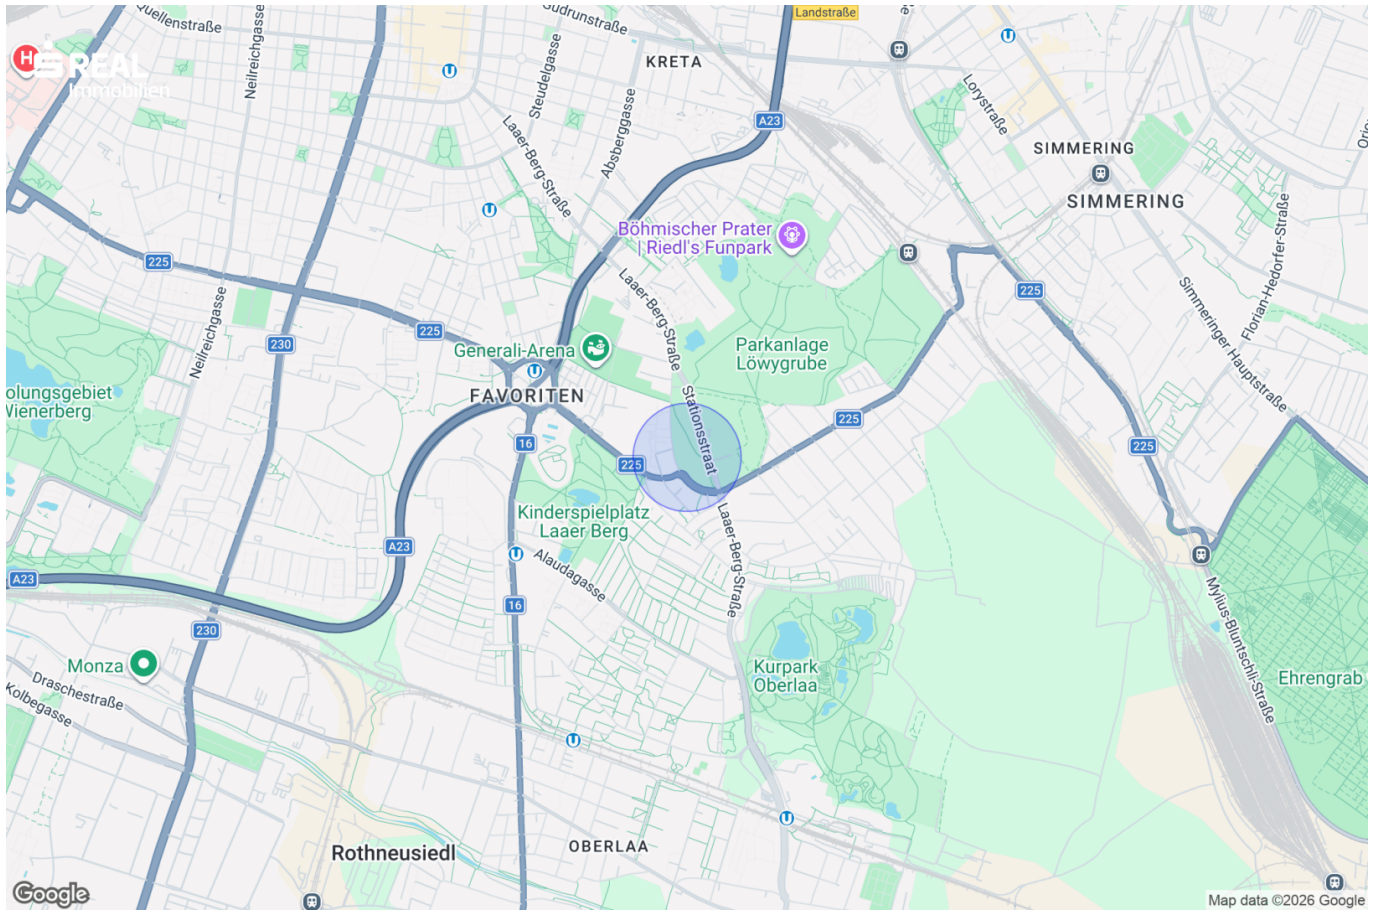 Quellenstraße
Gudrunstraße
Landstraße
Neilreichgasse
Steudelgasse
KRETA
H
S REAL
Immobilien
U
U
Lorystraße
Absberggasse
Laaer-Berg-Straße
A23
SIMMERING
SIMMERING
U
Böhmischer Prater
| Riedl's Funpark
Florian-Hedorfer-Straße
225
225
Laaer-Berg-Straße
Simmeringer Hauptstraße
Neilreichgasse
230
225
Generali-Arena
Parkanlage
Löwygrube
U
FAVORITEN
olungsgebiet
Wienerberg
Stationsstraat
225
16
225
225
Kinderspielplatz
Laaer Berg
Laaer-Berg-Straße
A23
U
Alaudagasse
A23
16
230
Mylius-Bluntschli-Straße
Monza
Kurpark
Oberlaa
Ehrengrab
Draschestraße
Kolbegasse
U
U
OBERLAA
Rothneusiedl
Google
Map data ©2026 Google